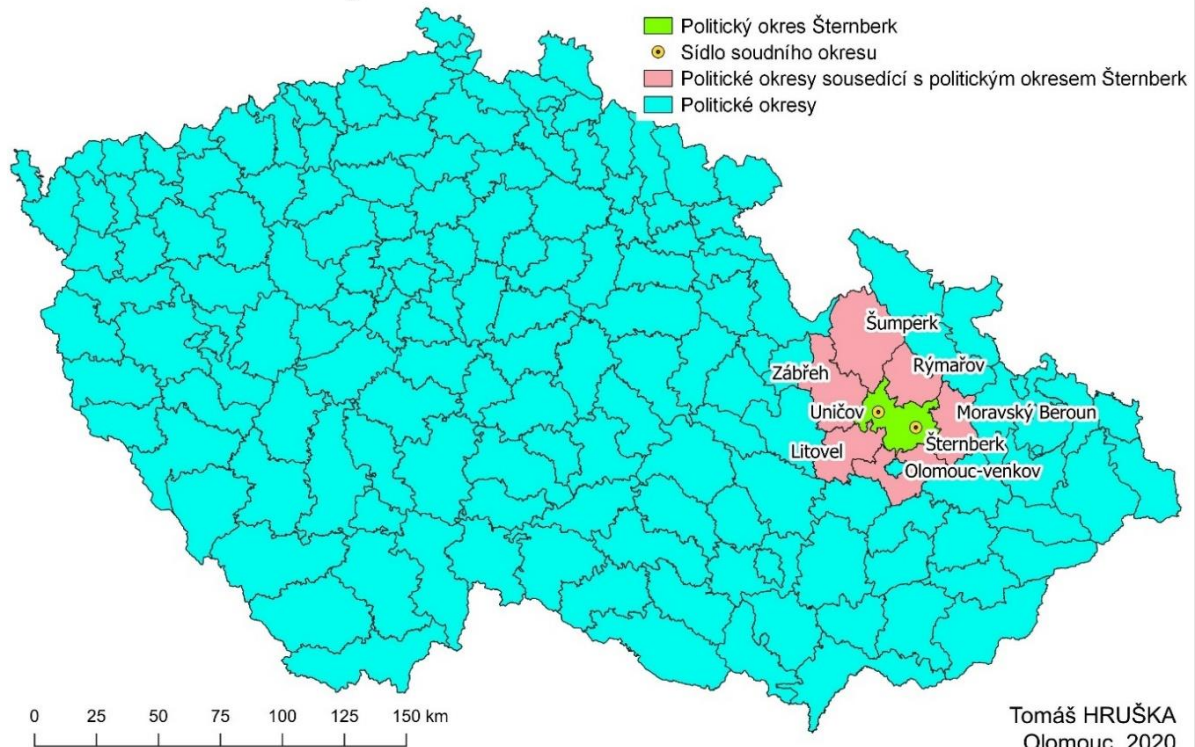 Politický okres Šternberk
Sídlo soudního okresu
Politické okresy sousedící s politickým okresem Šternberk
Politické okresy
Šumperk
Rýmařov
Zábřeh
Uničov
Moravský Beroun
Šternberk
Litovel
Olomouc-venkov
0 25 50 75 100 125 150 km
Tomáš HRUŠKA
Olomouc, 2020